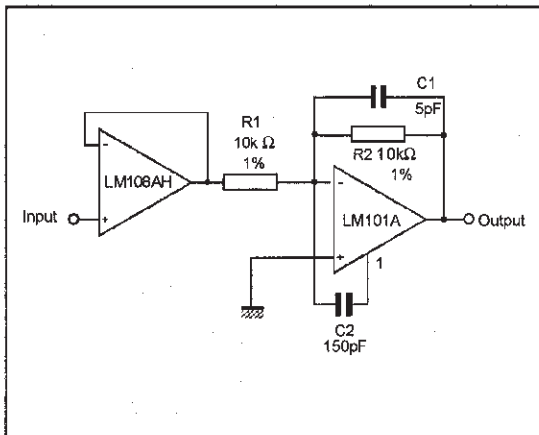 C1
5pF
R1
10k Ω
1%
R2 10kΩ
1%
LM108AH
LM101A
Input
Output
-
+
-
+
1
C2
150pF